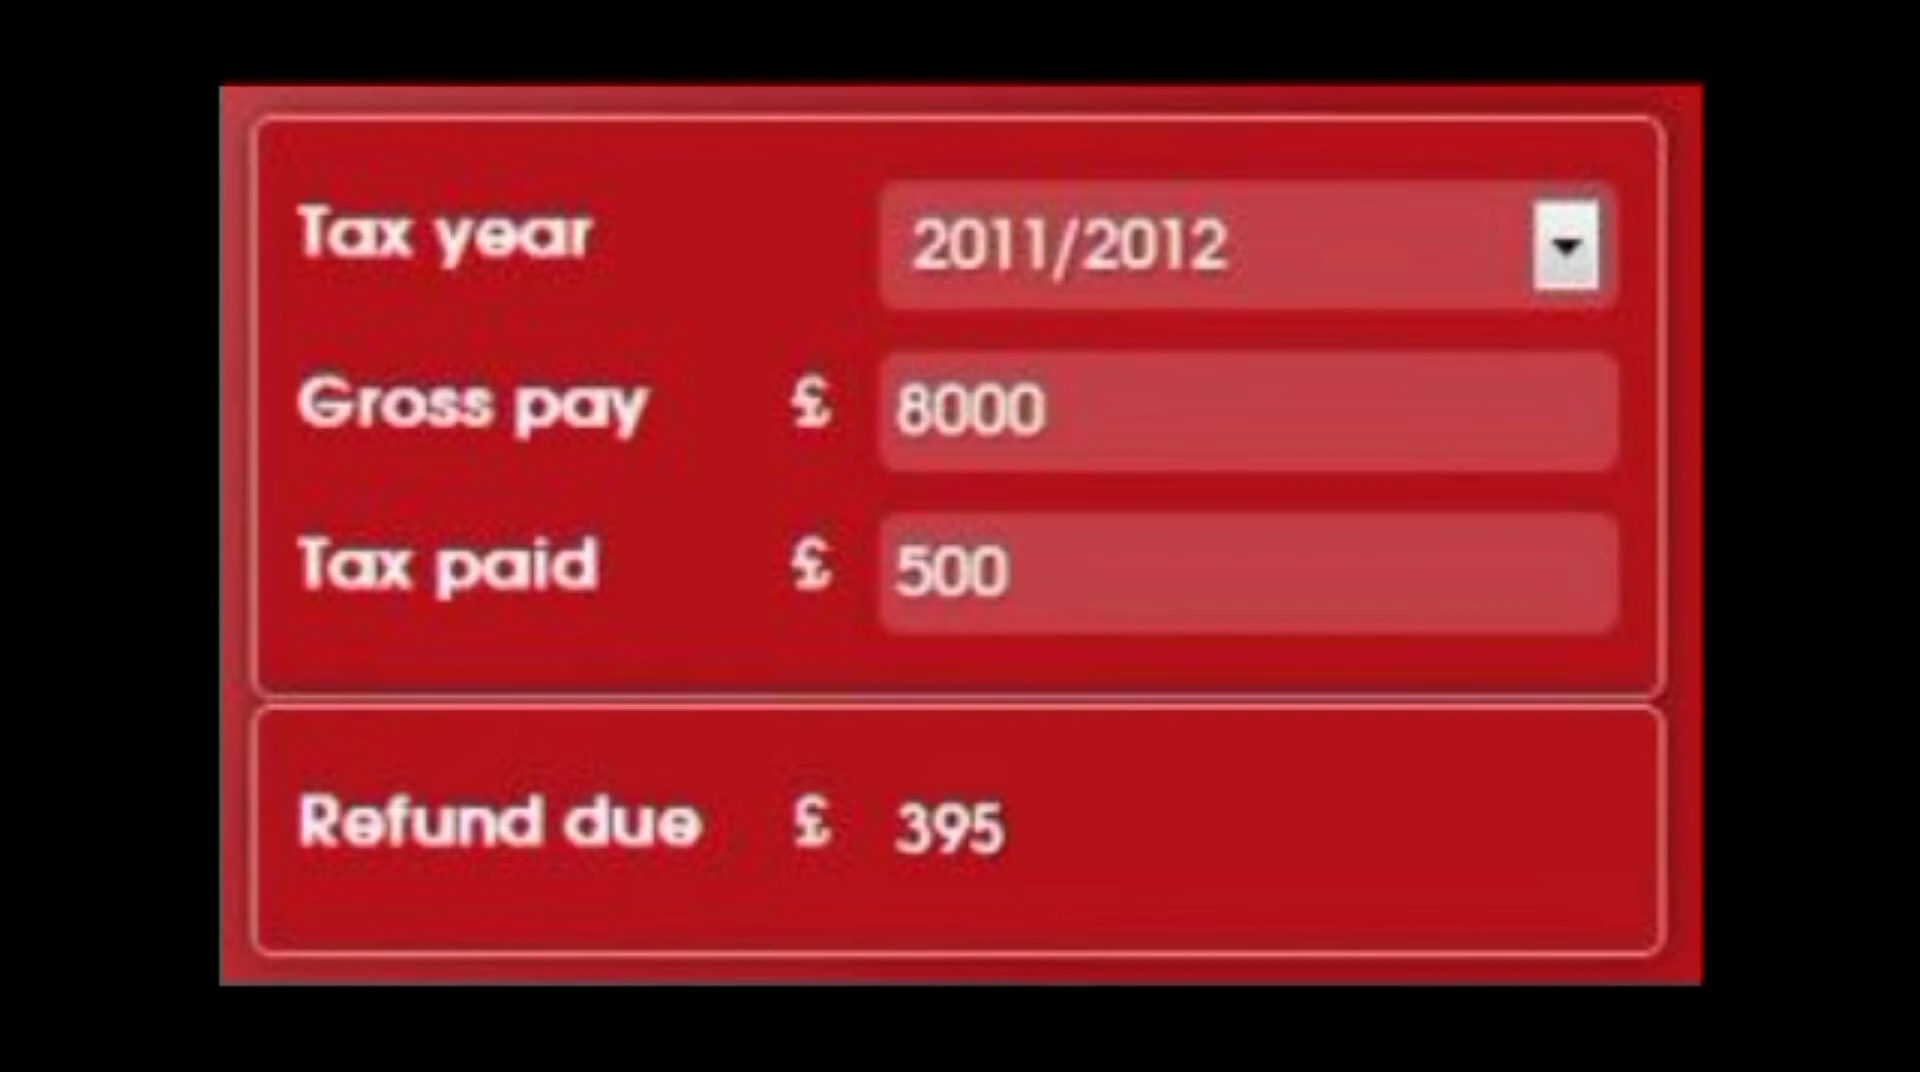 Tax year 2011/2012
Gross pay £ 8000
Tax paid £ 500
Refund due £ 395